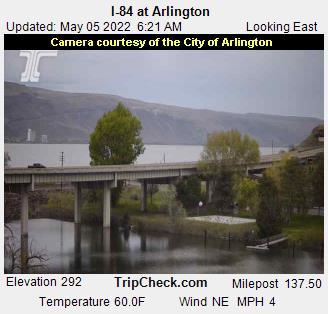 I-84 at Arlington
Updated: May 05 2022 6:21 AM Looking East
Camera courtesy of the City of Arlington
Elevation 292 TripCheck.com Milepost 137.50
Temperature 60.0F Wind NE MPH 4